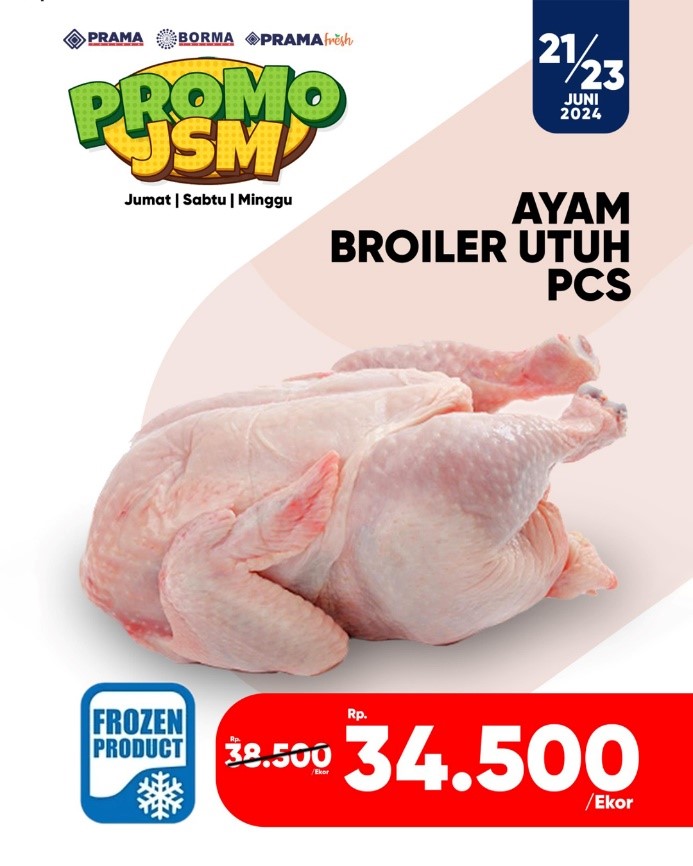 PRAMA BORMA PRAMA fresh
PROMO
JSM
Jumat | Sabtu | Minggu
21/23
JUNI
2024
AYAM
BROILER UTUH
PCS
FROZEN
PRODUCT
Rp.
38.500
/Ekor
Rp.
34.500
/Ekor